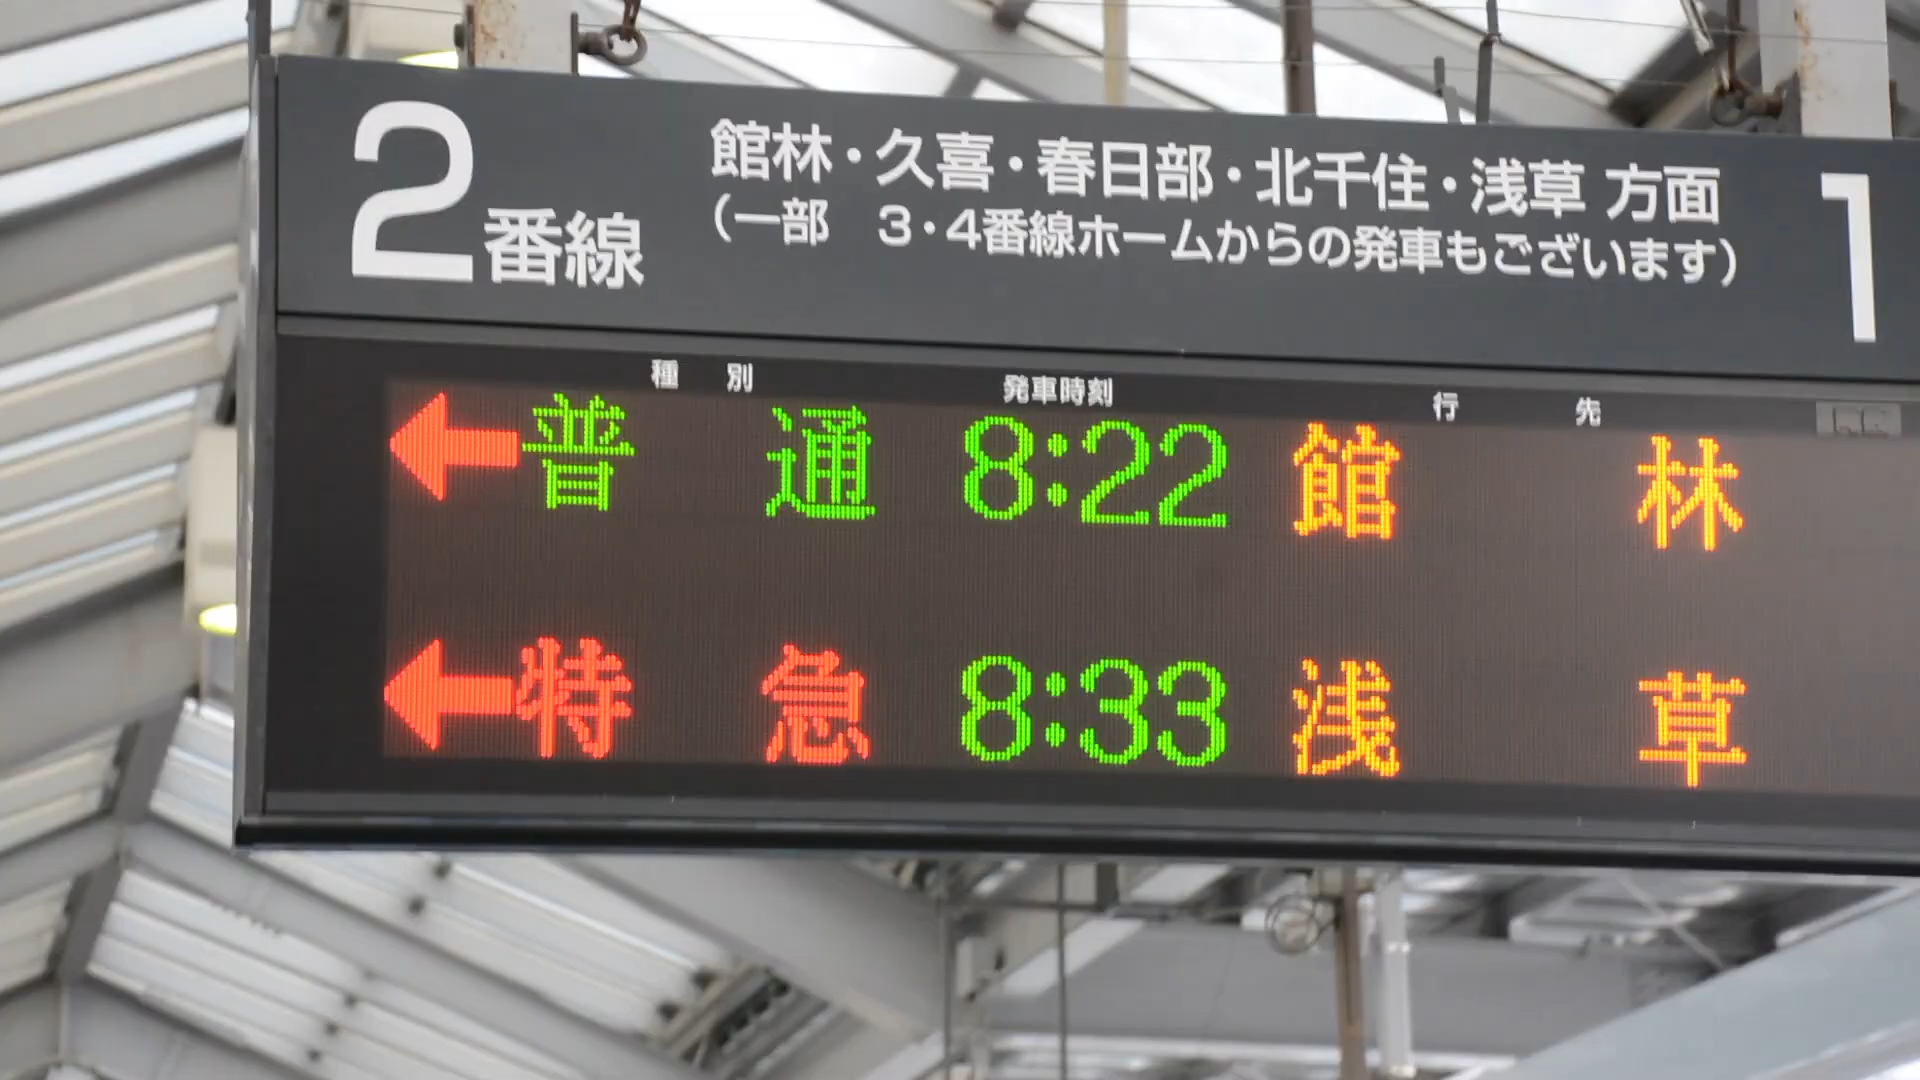 2番線
館林・久喜・春日部・北千住・浅草 方面
(一部 3・4番線ホームからの発車もございます)
1
種別 発車時刻 行先
←普通 8:22 館林
←特急 8:33 浅草